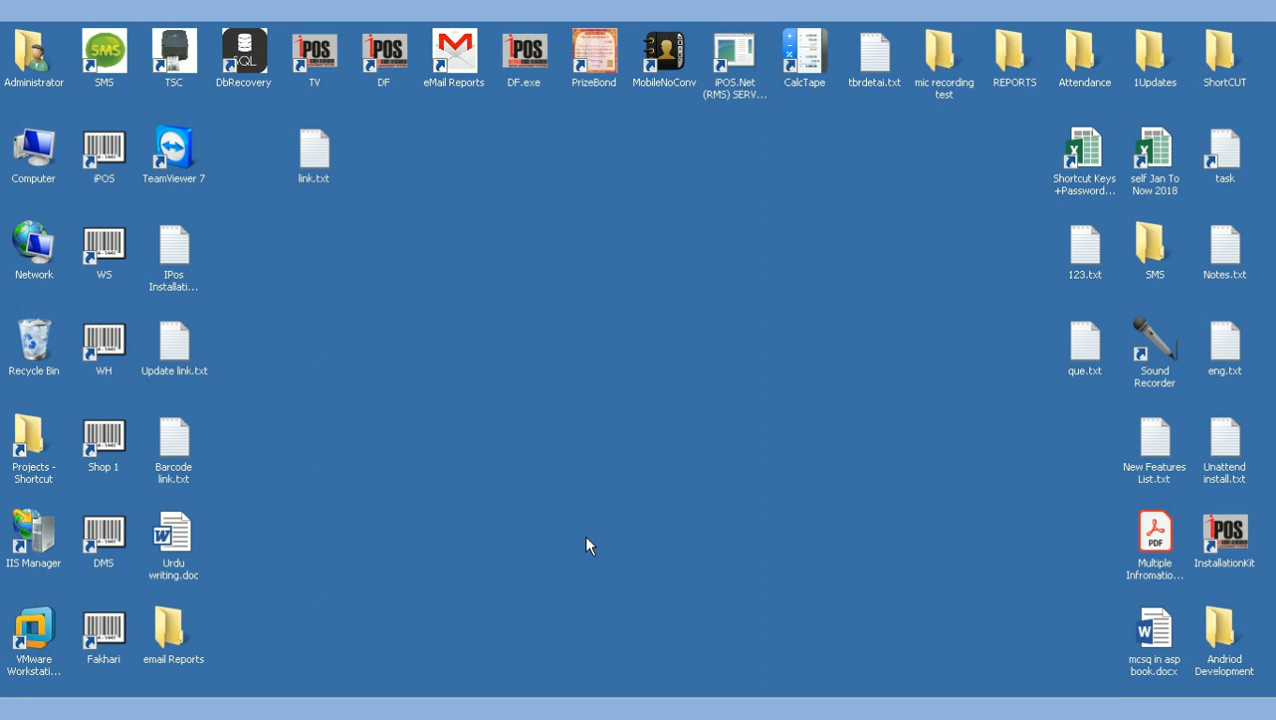 Administrator
SMS
TSC
DbRecovery
TV
DF
eMail Reports
DF.exe
PrizeBond
MobileNoConv
iPOS.Net
(RMS) SERV...
CalcTape
tbrdetai.txt
mic recording
test
REPORTS
Attendance
1Updates
ShortCUT
Computer
iPOS
TeamViewer 7
link.txt
Shortcut Keys
+Password...
self Jan To
Now 2018
task
Network
WS
IPos
Installati...
123.txt
SMS
Notes.txt
Recycle Bin
WH
Update link.txt
que.txt
Sound
Recorder
eng.txt
Projects -
Shortcut
Shop 1
Barcode
link.txt
New Features
List.txt
Unattend
install.txt
IIS Manager
DMS
Urdu
writing.doc
Multiple
Infromatio...
InstallationKit
VMware
Workstati...
Fakhari
email Reports
mcsq in asp
book.docx
Andriod
Development